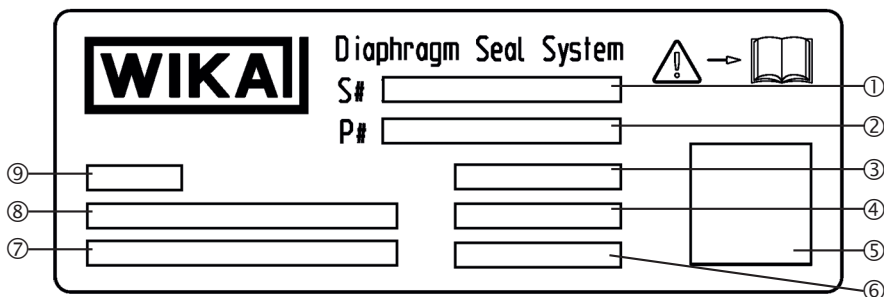 WIKA
Diaphragm Seal System
S#
P#
①
②
③
④
⑤
⑥
⑦
⑧
⑨